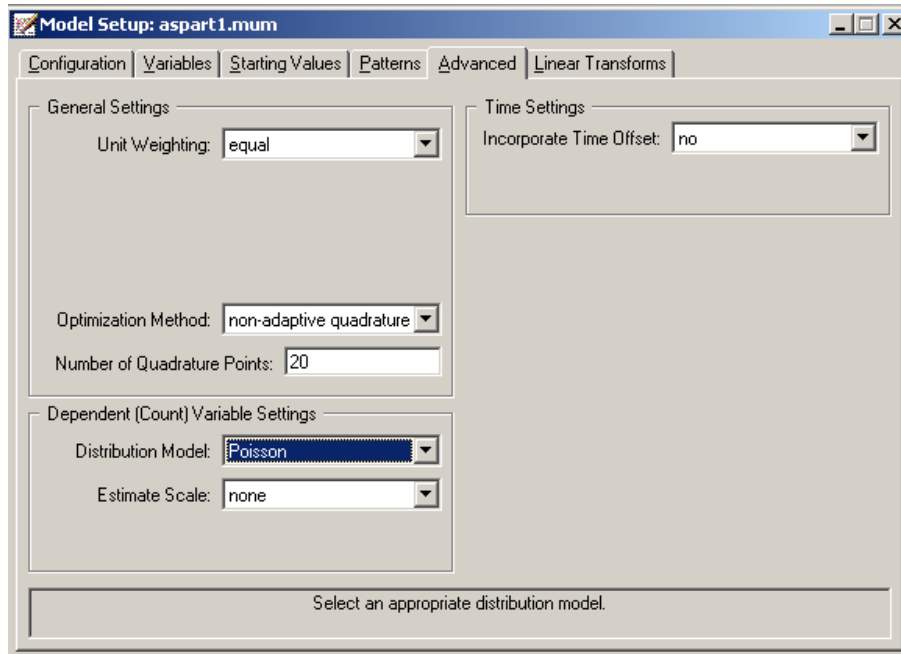 Model Setup: aspart1.mum
Configuration Variables Starting Values Patterns Advanced Linear Transforms
General Settings
Unit Weighting: equal
Optimization Method: non-adaptive quadrature
Number of Quadrature Points: 20
Dependent (Count) Variable Settings
Distribution Model: Poisson
Estimate Scale: none
Time Settings
Incorporate Time Offset: no
Select an appropriate distribution model.